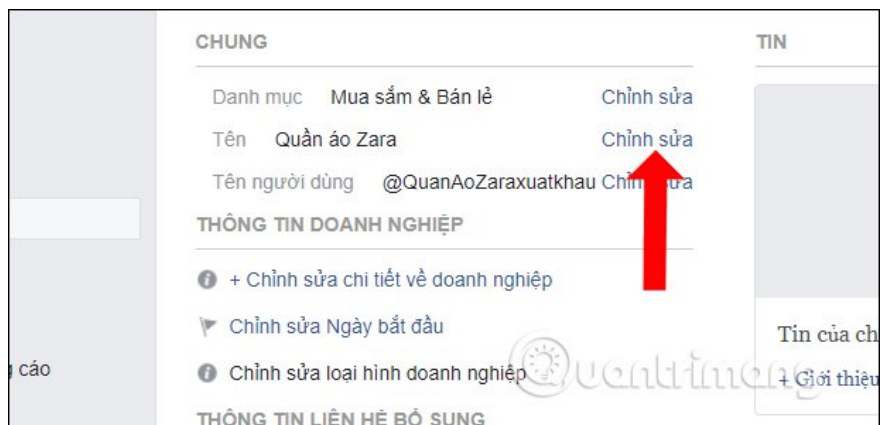 CHUNG
Danh mục Mua sắm & Bán lẻ Chỉnh sửa
Tên Quần áo Zara Chỉnh sửa
Tên người dùng @QuanAoZaraxuatkhau
THÔNG TIN DOANH NGHIỆP
+ Chỉnh sửa chi tiết về doanh nghiệp
Chỉnh sửa Ngày bắt đầu
Chỉnh sửa loại hình doanh nghiệp
THÔNG TIN LIÊN HỆ BỔ SUNG
cáo
TIN
Tin của ch
+ Giới thiệu
Quantrimang